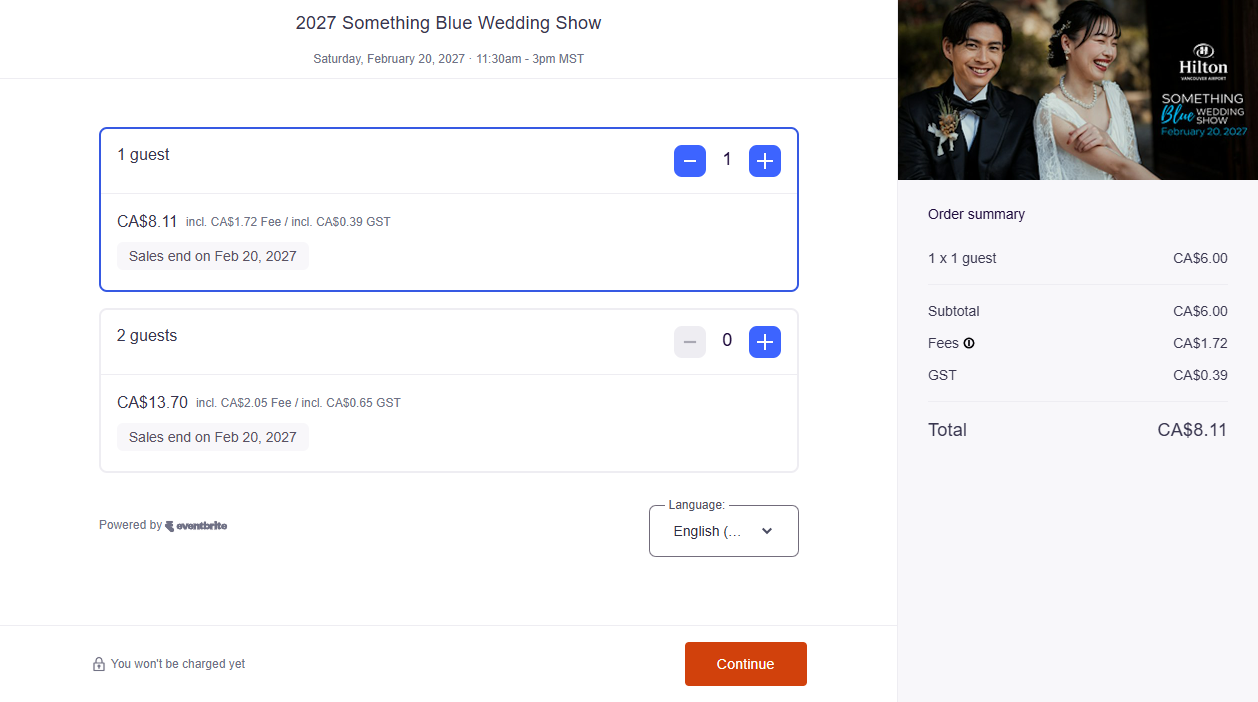 2027 Something Blue Wedding Show
Saturday, February 20, 2027 · 11:30am - 3pm MST
1 guest
1
CA$8.11 incl. CA$1.72 Fee / incl. CA$0.39 GST
Sales end on Feb 20, 2027
2 guests
0
CA$13.70 incl. CA$2.05 Fee / incl. CA$0.65 GST
Sales end on Feb 20, 2027
Powered by eventbrite
Language:
English (...
You won't be charged yet
Continue
Hilton
VANCOUVER AIRPORT
SOMETHING
Blue WEDDING
SHOW
February 20, 2027
Order summary
1 x 1 guest CA$6.00
Subtotal CA$6.00
Fees CA$1.72
GST CA$0.39
Total CA$8.11